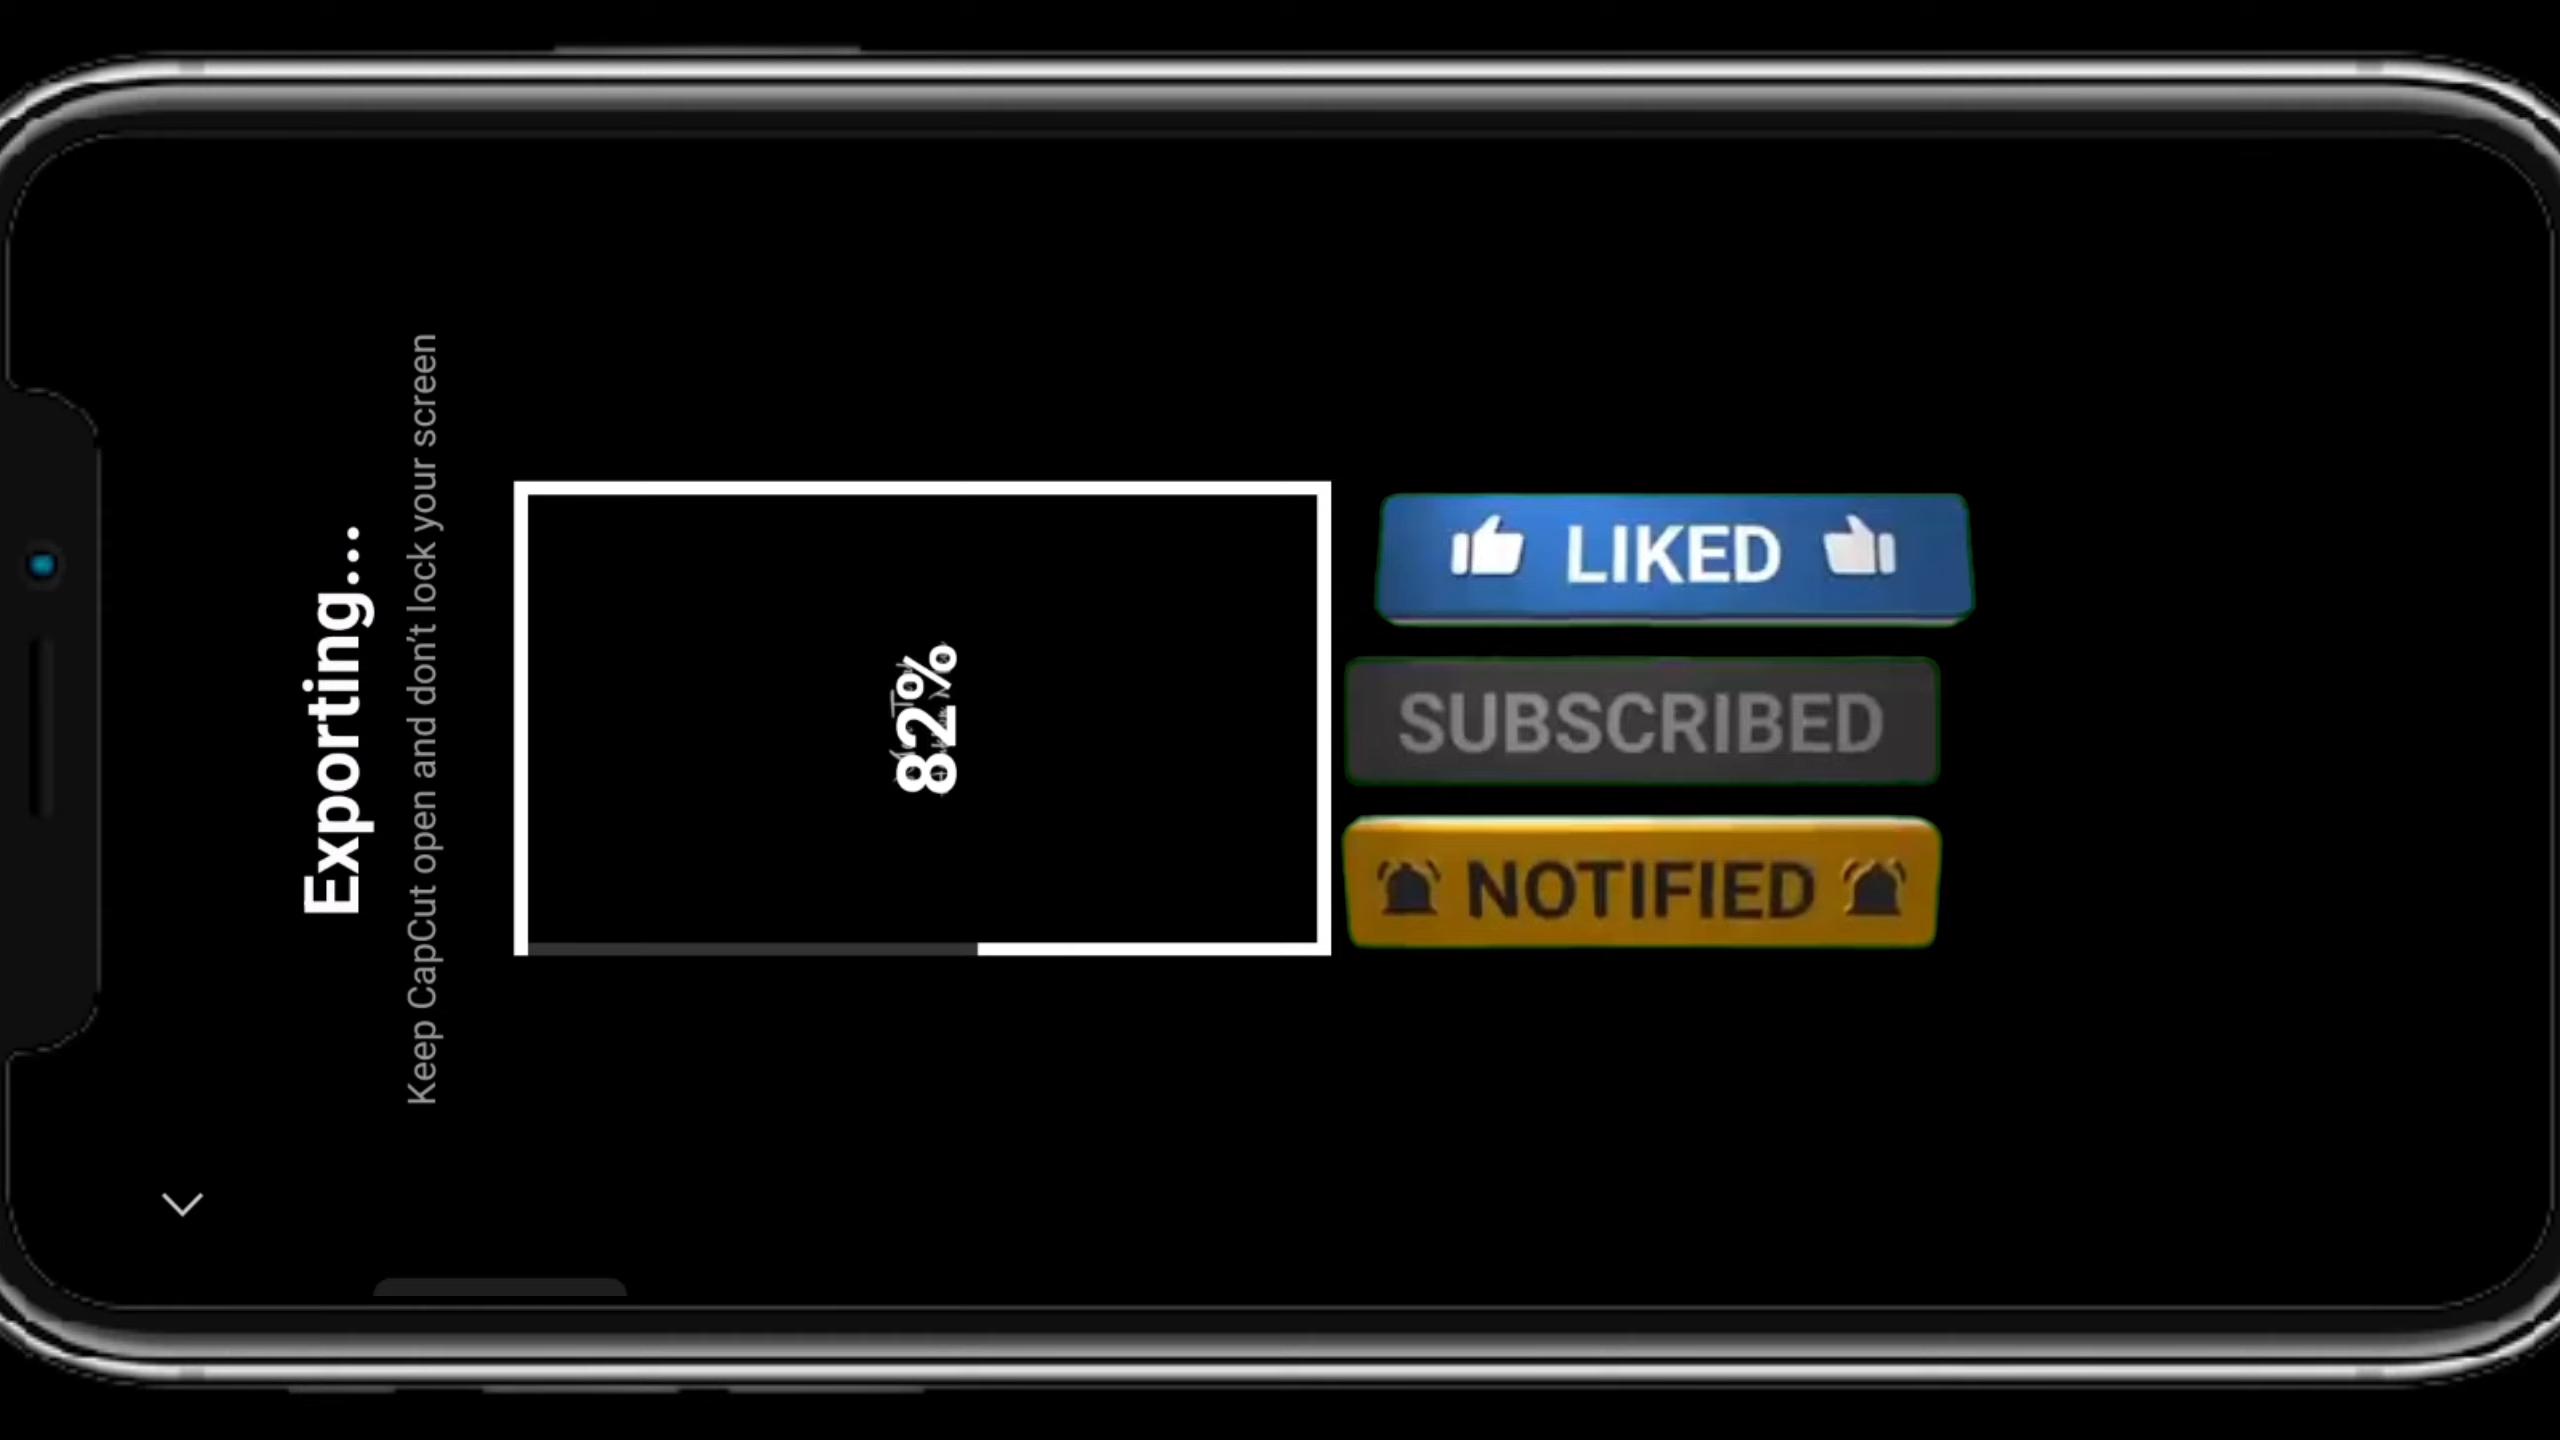 Exporting...
Keep CapCut open and don't lock your screen
82%
LIKED
SUBSCRIBED
NOTIFIED